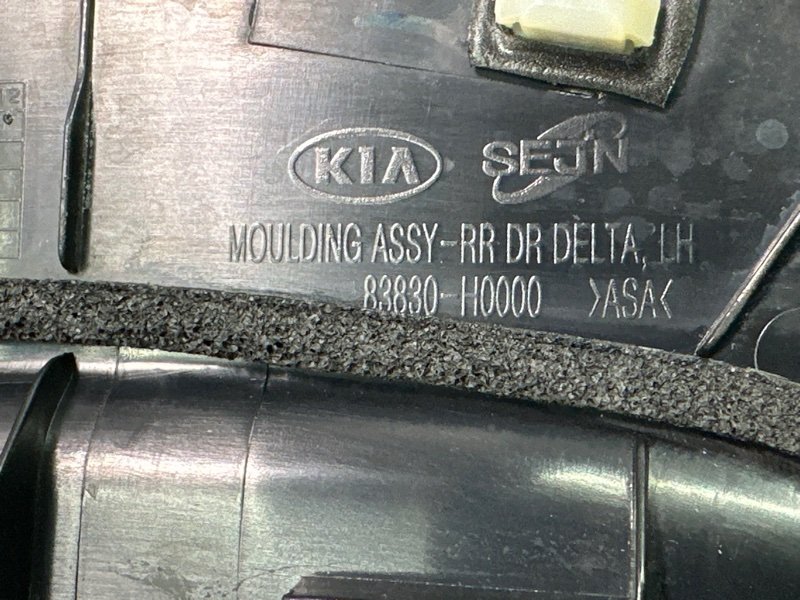 KIA SEJN
MOULDING ASSY-RR DR DELTA, LH
83830-H0000 >ASA<